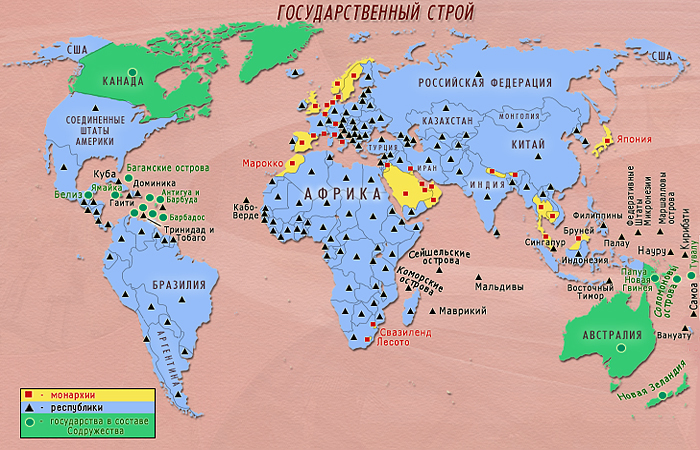 ГОСУДАРСТВЕННЫЙ СТРОЙ
США
США
КАНАДА
РОССИЙСКАЯ ФЕДЕРАЦИЯ
СОЕДИНЕННЫЕ
ШТАТЫ
АМЕРИКИ
КАЗАХСТАН
МОНГОЛИЯ
ТУРЦИЯ
КИТАЙ
Япония
Марокко
ИРАН
ИНДИЯ
Багамские острова
Куба
Ямайка
Доминика
Белиз
Гаити
Антигуа и
Барбуда
Барбадос
Тринидад и
Тобаго
Кабо-
Верде
АФРИКА
Федеративные
Штаты
Микронезии
Маршалловы
острова
Кирибати
Филиппины
Бруней
Палау
Науру
Тувалу
Сингапур
Индонезия
Сейшельские
острова
Коморские
острова
Мальдивы
Маврикий
Восточный
Тимор
Папуа
Новая
Гвинея
Соломоновы
острова
Самоа
Вануату
БРАЗИЛИЯ
АРГЕНТИНА
Свазиленд
Лесото
АВСТРАЛИЯ
Новая Зеландия
- монархии
- республики
- государства в составе
Содружества